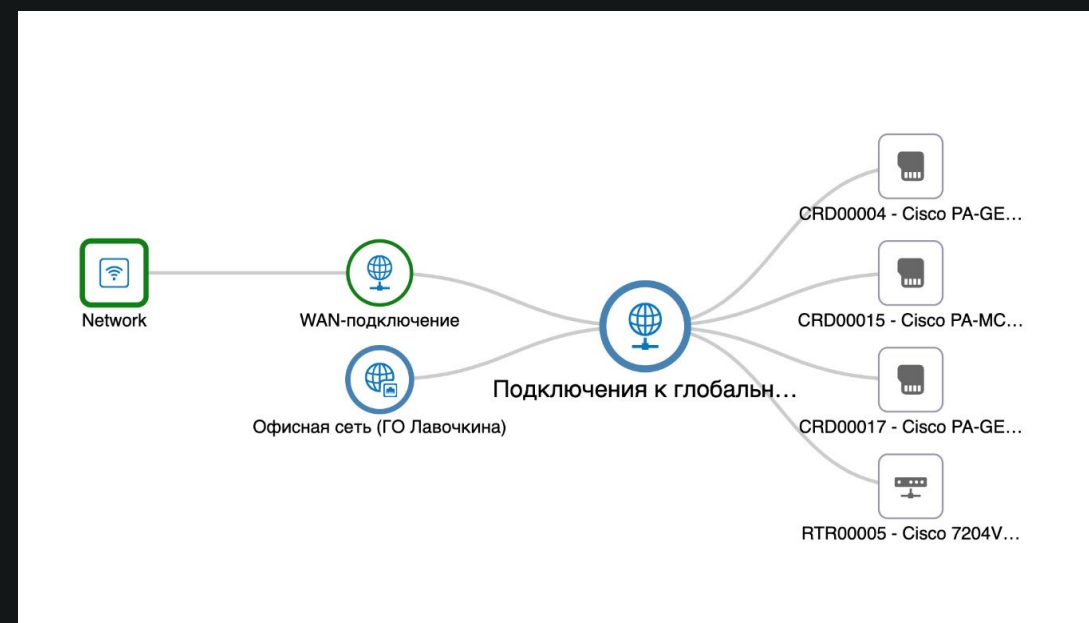 CRD00004 - Cisco PA-GE...
Network
WAN-подключение
CRD00015 - Cisco PA-MC...
Подключения к глобальн...
Офисная сеть (ГО Лавочкина)
CRD00017 - Cisco PA-GE...
RTR00005 - Cisco 7204V...